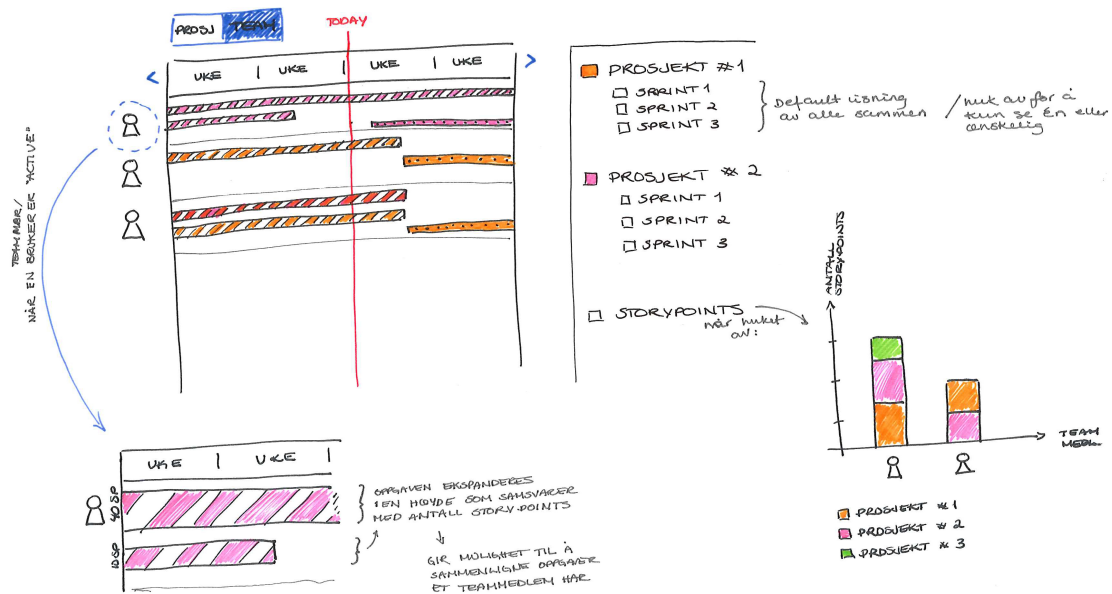 PROSJ TEAM
TODAY
< UKE | UKE | UKE | UKE >
TEAM MBR/
NÅR EN BRUKER ER "ACTIVE"
PROSJEKT #1
SPRINT 1
SPRINT 2
SPRINT 3
Default visning
av alle sammen
/ huk av for å
kun se én eller
PROSJEKT # 2
SPRINT 1
SPRINT 2
SPRINT 3
STORYPOINTS
når huket
av:
ANTALL
STORYPOINTS
TEAM
MEDL.
PROSJEKT # 1
PROSJEKT # 2
PROSJEKT # 3
UKE | UKE |
40 SP
10 SP
OPPGAVEN EKSPANDERES
I EN HØYDE SOM SAMSVARER
MED ANTALL STORYPOINTS
GIR MULIGHET TIL Å
SAMMENLIGNE OPPGAVER
ET TEAMMEDLEM HAR